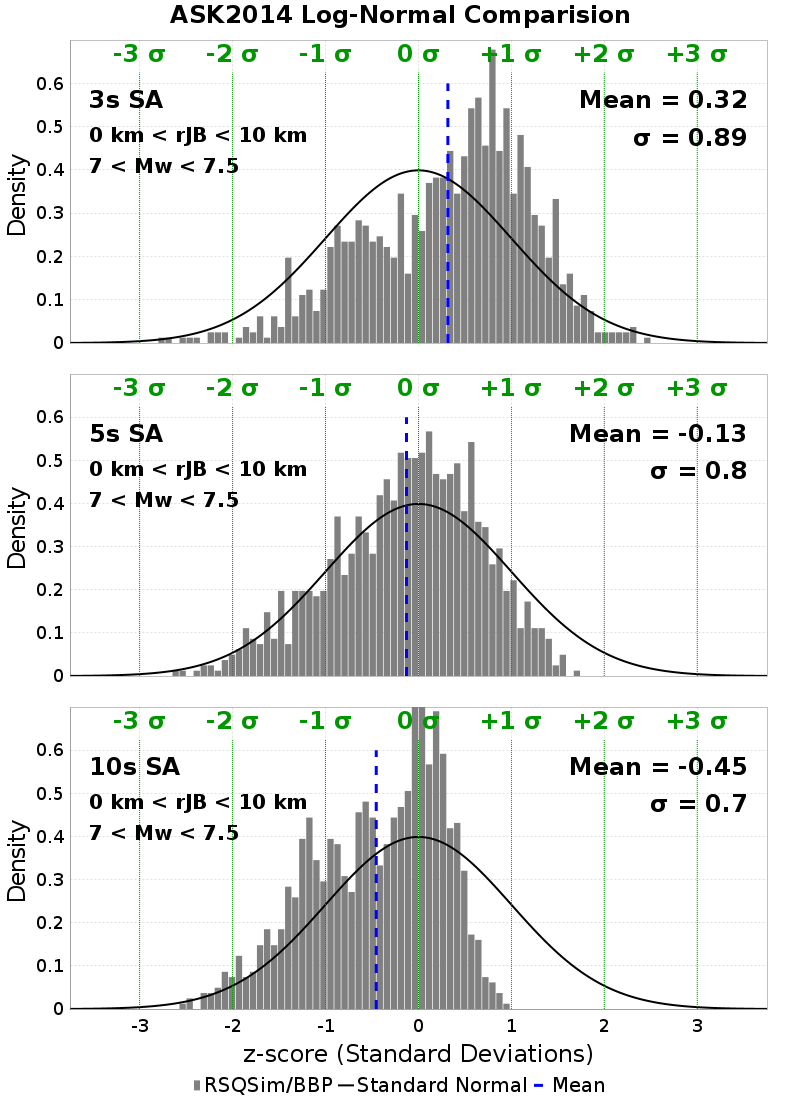 ASK2014 Log-Normal Comparision
-3 σ -2 σ -1 σ 0 σ +1 σ +2 σ +3 σ
0.6
3s SA
Mean = 0.32
0.5
0 km < rJB < 10 km
σ = 0.89
7 < Mw < 7.5
0.4
Density
0.3
0.2
0.1
0
-3 σ -2 σ -1 σ 0 σ +1 σ +2 σ +3 σ
0.6
5s SA
Mean = -0.13
0.5
0 km < rJB < 10 km
σ = 0.8
7 < Mw < 7.5
0.4
Density
0.3
0.2
0.1
0
-3 σ -2 σ -1 σ 0 σ +1 σ +2 σ +3 σ
0.6
10s SA
Mean = -0.45
0.5
0 km < rJB < 10 km
σ = 0.7
7 < Mw < 7.5
0.4
Density
0.3
0.2
0.1
0
-3 -2 -1 0 1 2 3
z-score (Standard Deviations)
RSQSim/BBP Standard Normal Mean